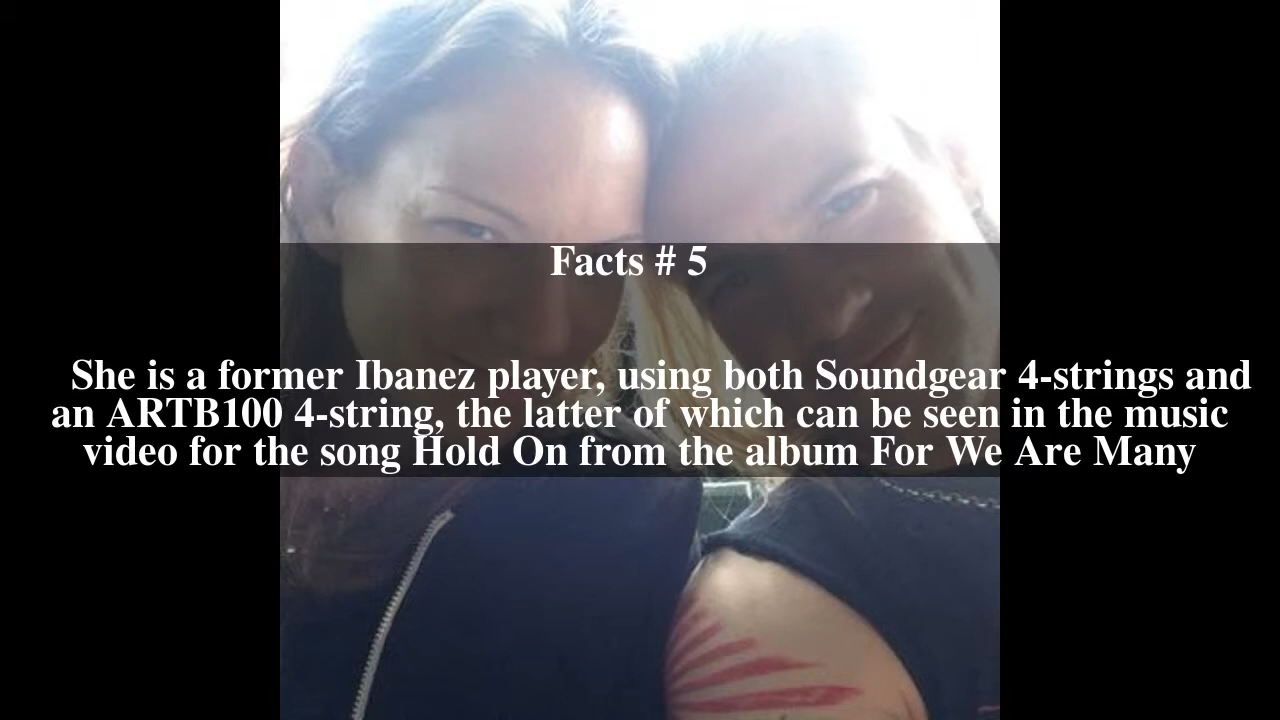 Facts # 5
She is a former Ibanez player, using both Soundgear 4-strings and
an ARTB100 4-string, the latter of which can be seen in the music
video for the song Hold On from the album For We Are Many